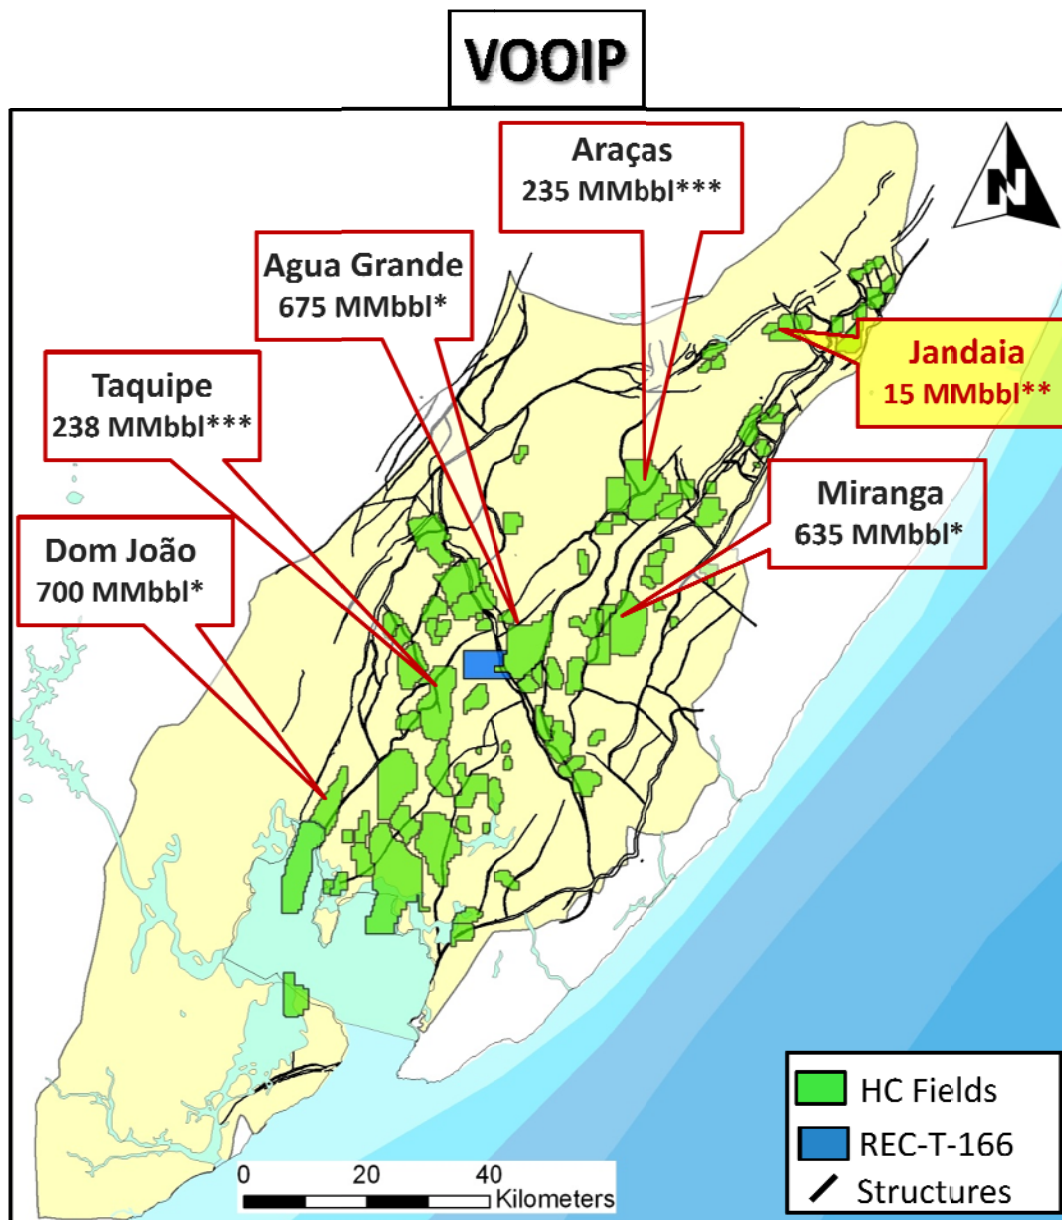 VOOIP
Araças
235 MMbbl***
N
Agua Grande
675 MMbbl*
Jandaia
15 MMbbl**
Taquipe
238 MMbbl***
Miranga
635 MMbbl*
Dom João
700 MMbbl*
HC Fields
REC-T-166
Structures
0 20 40
Kilometers